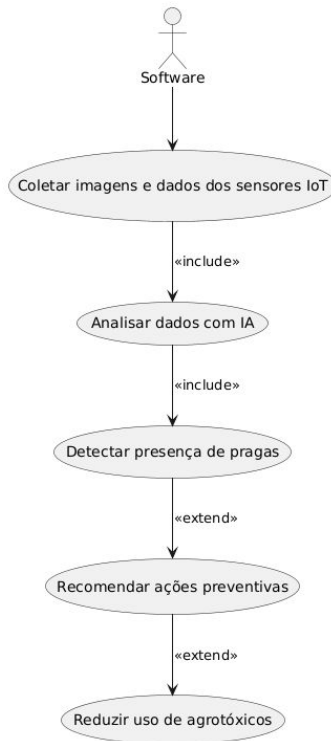 Software
Coletar imagens e dados dos sensores IoT
«include»
Analisar dados com IA
«include»
Detectar presença de pragas
«extend»
Recomendar ações preventivas
«extend»
Reduzir uso de agrotóxicos